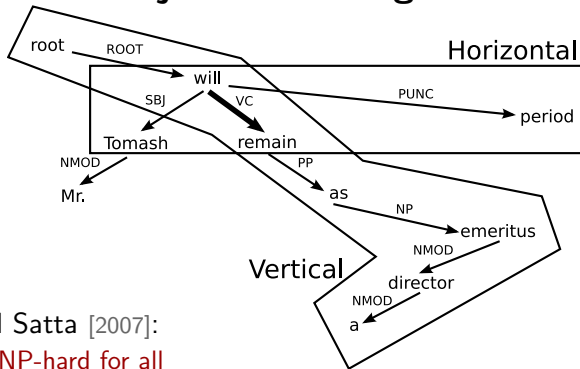 root
ROOT
Horizontal
will
SBJ
VC
PUNC
period
Tomash
remain
NMOD
PP
Mr.
as
NP
emeritus
NMOD
Vertical
director
NMOD
a
Satta [2007]:
NP-hard for all